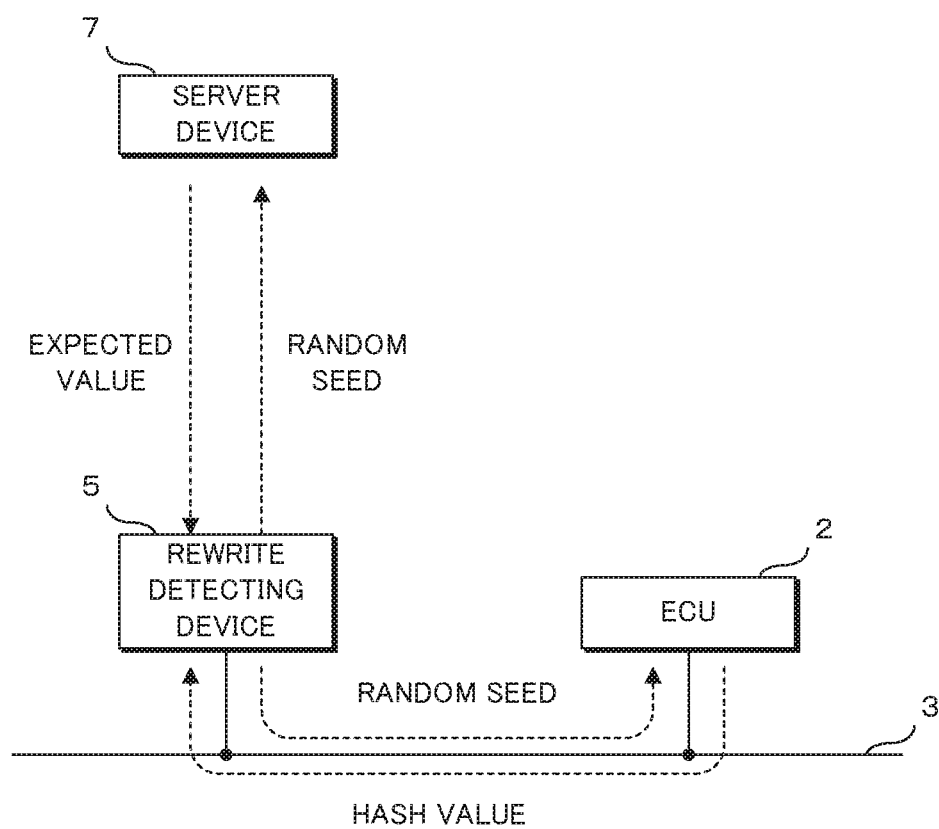 7
SERVER
DEVICE
EXPECTED
VALUE
RANDOM
SEED
5
REWRITE
DETECTING
DEVICE
2
ECU
RANDOM SEED
3
HASH VALUE